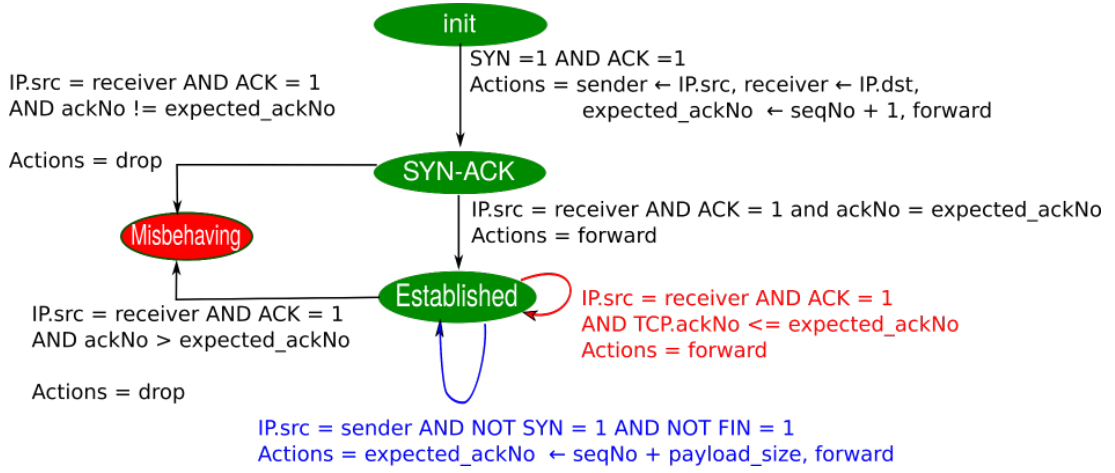 init
SYN =1 AND ACK =1
Actions = sender ← IP.src, receiver ← IP.dst,
expected_ackNo ← seqNo + 1, forward
IP.src = receiver AND ACK = 1
AND ackNo != expected_ackNo
Actions = drop
SYN-ACK
IP.src = receiver AND ACK = 1 and ackNo = expected_ackNo
Actions = forward
Misbehaving
Established
IP.src = receiver AND ACK = 1
AND ackNo > expected_ackNo
Actions = drop
IP.src = receiver AND ACK = 1
AND TCP.ackNo <= expected_ackNo
Actions = forward
IP.src = sender AND NOT SYN = 1 AND NOT FIN = 1
Actions = expected_ackNo ← seqNo + payload_size, forward